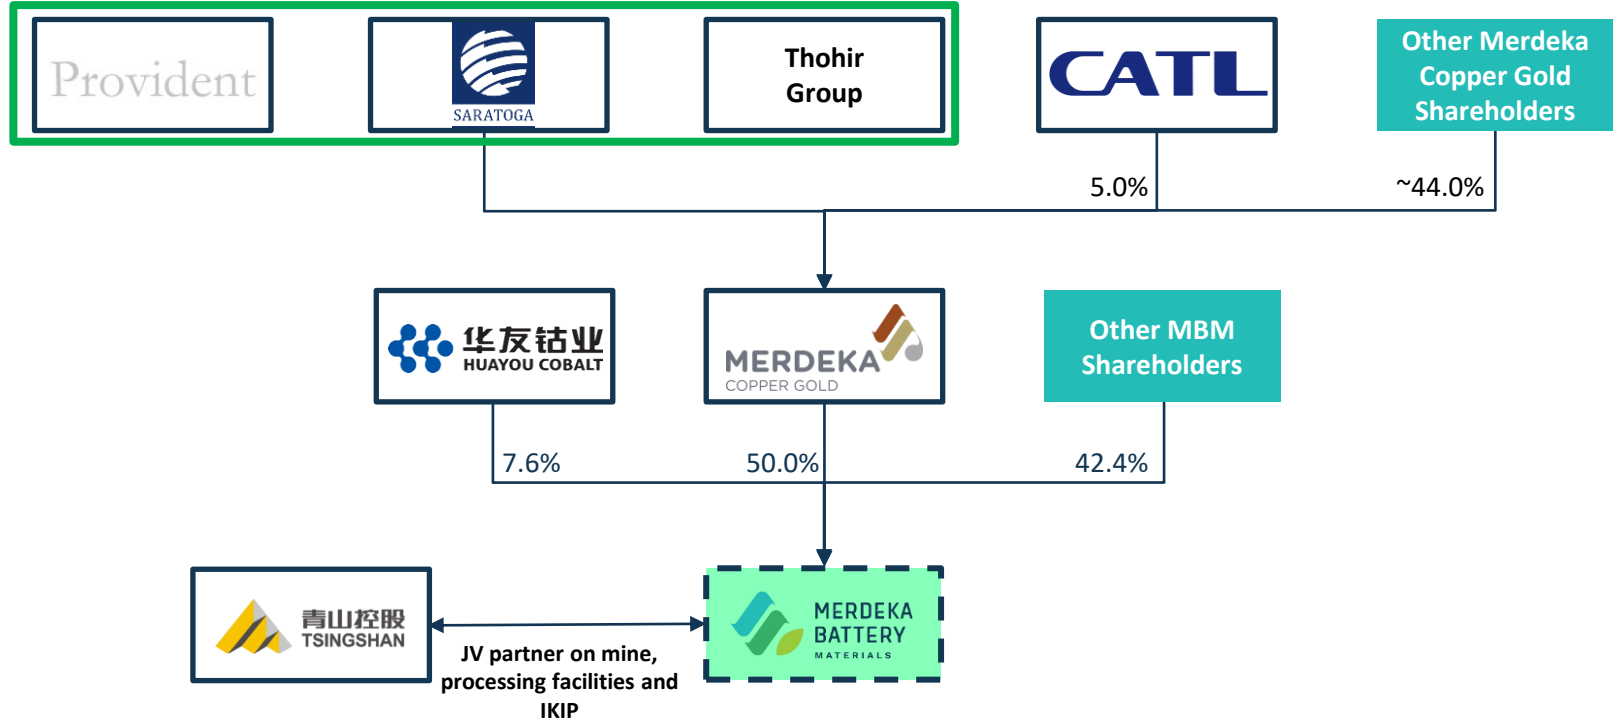 Provident
SARATOGA
Thohir
Group
CATL
Other Merdeka
Copper Gold
Shareholders
5.0%
~44.0%
华友钴业
HUAYOU COBALT
MERDEKA
COPPER GOLD
Other MBM
Shareholders
7.6%
50.0%
42.4%
青山控股
TSINGSHAN
JV partner on mine,
processing facilities and
IKIP
MERDEKA
BATTERY
MATERIALS